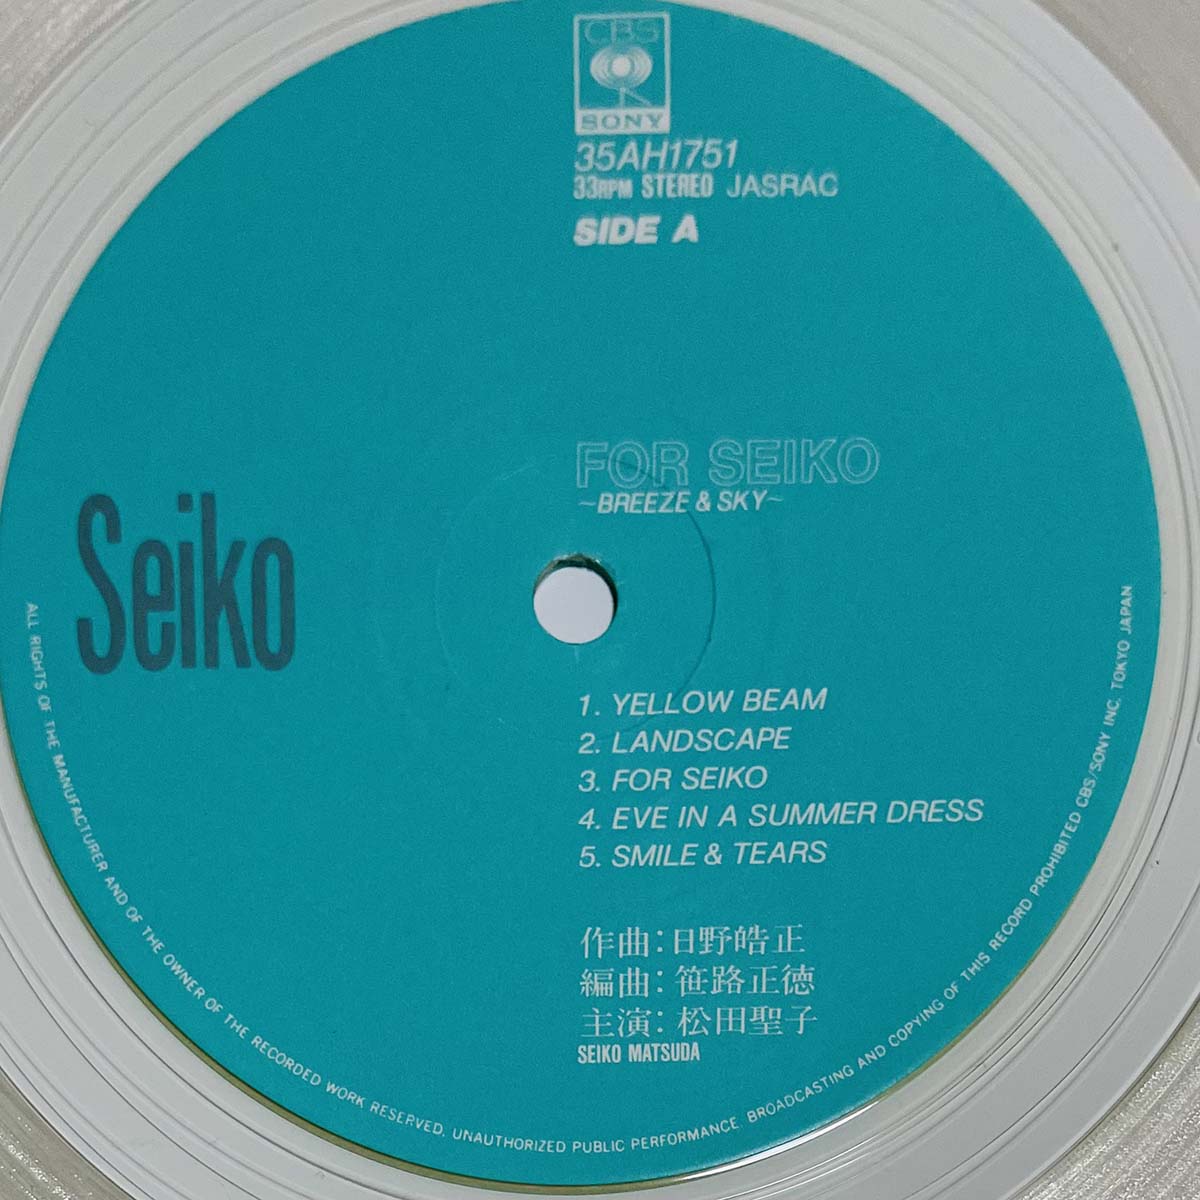 CBS
SONY
35AH1751
33RPM STEREO JASRAC
SIDE A
FOR SEIKO
~BREEZE & SKY~
Seiko
1. YELLOW BEAM
2. LANDSCAPE
3. FOR SEIKO
4. EVE IN A SUMMER DRESS
5. SMILE & TEARS
作曲:日野皓正
編曲:笹路正徳
主演:松田聖子
SEIKO MATSUDA
ALL RIGHTS OF THE MANUFACTURER AND OF THE OWNER OF THE RECORDED WORK RESERVED. UNAUTHORIZED PUBLIC PERFORMANCE. BROADCASTING AND COPYING OF THIS RECORD PROHIBITED CBS/SONY INC. TOKYO JAPAN